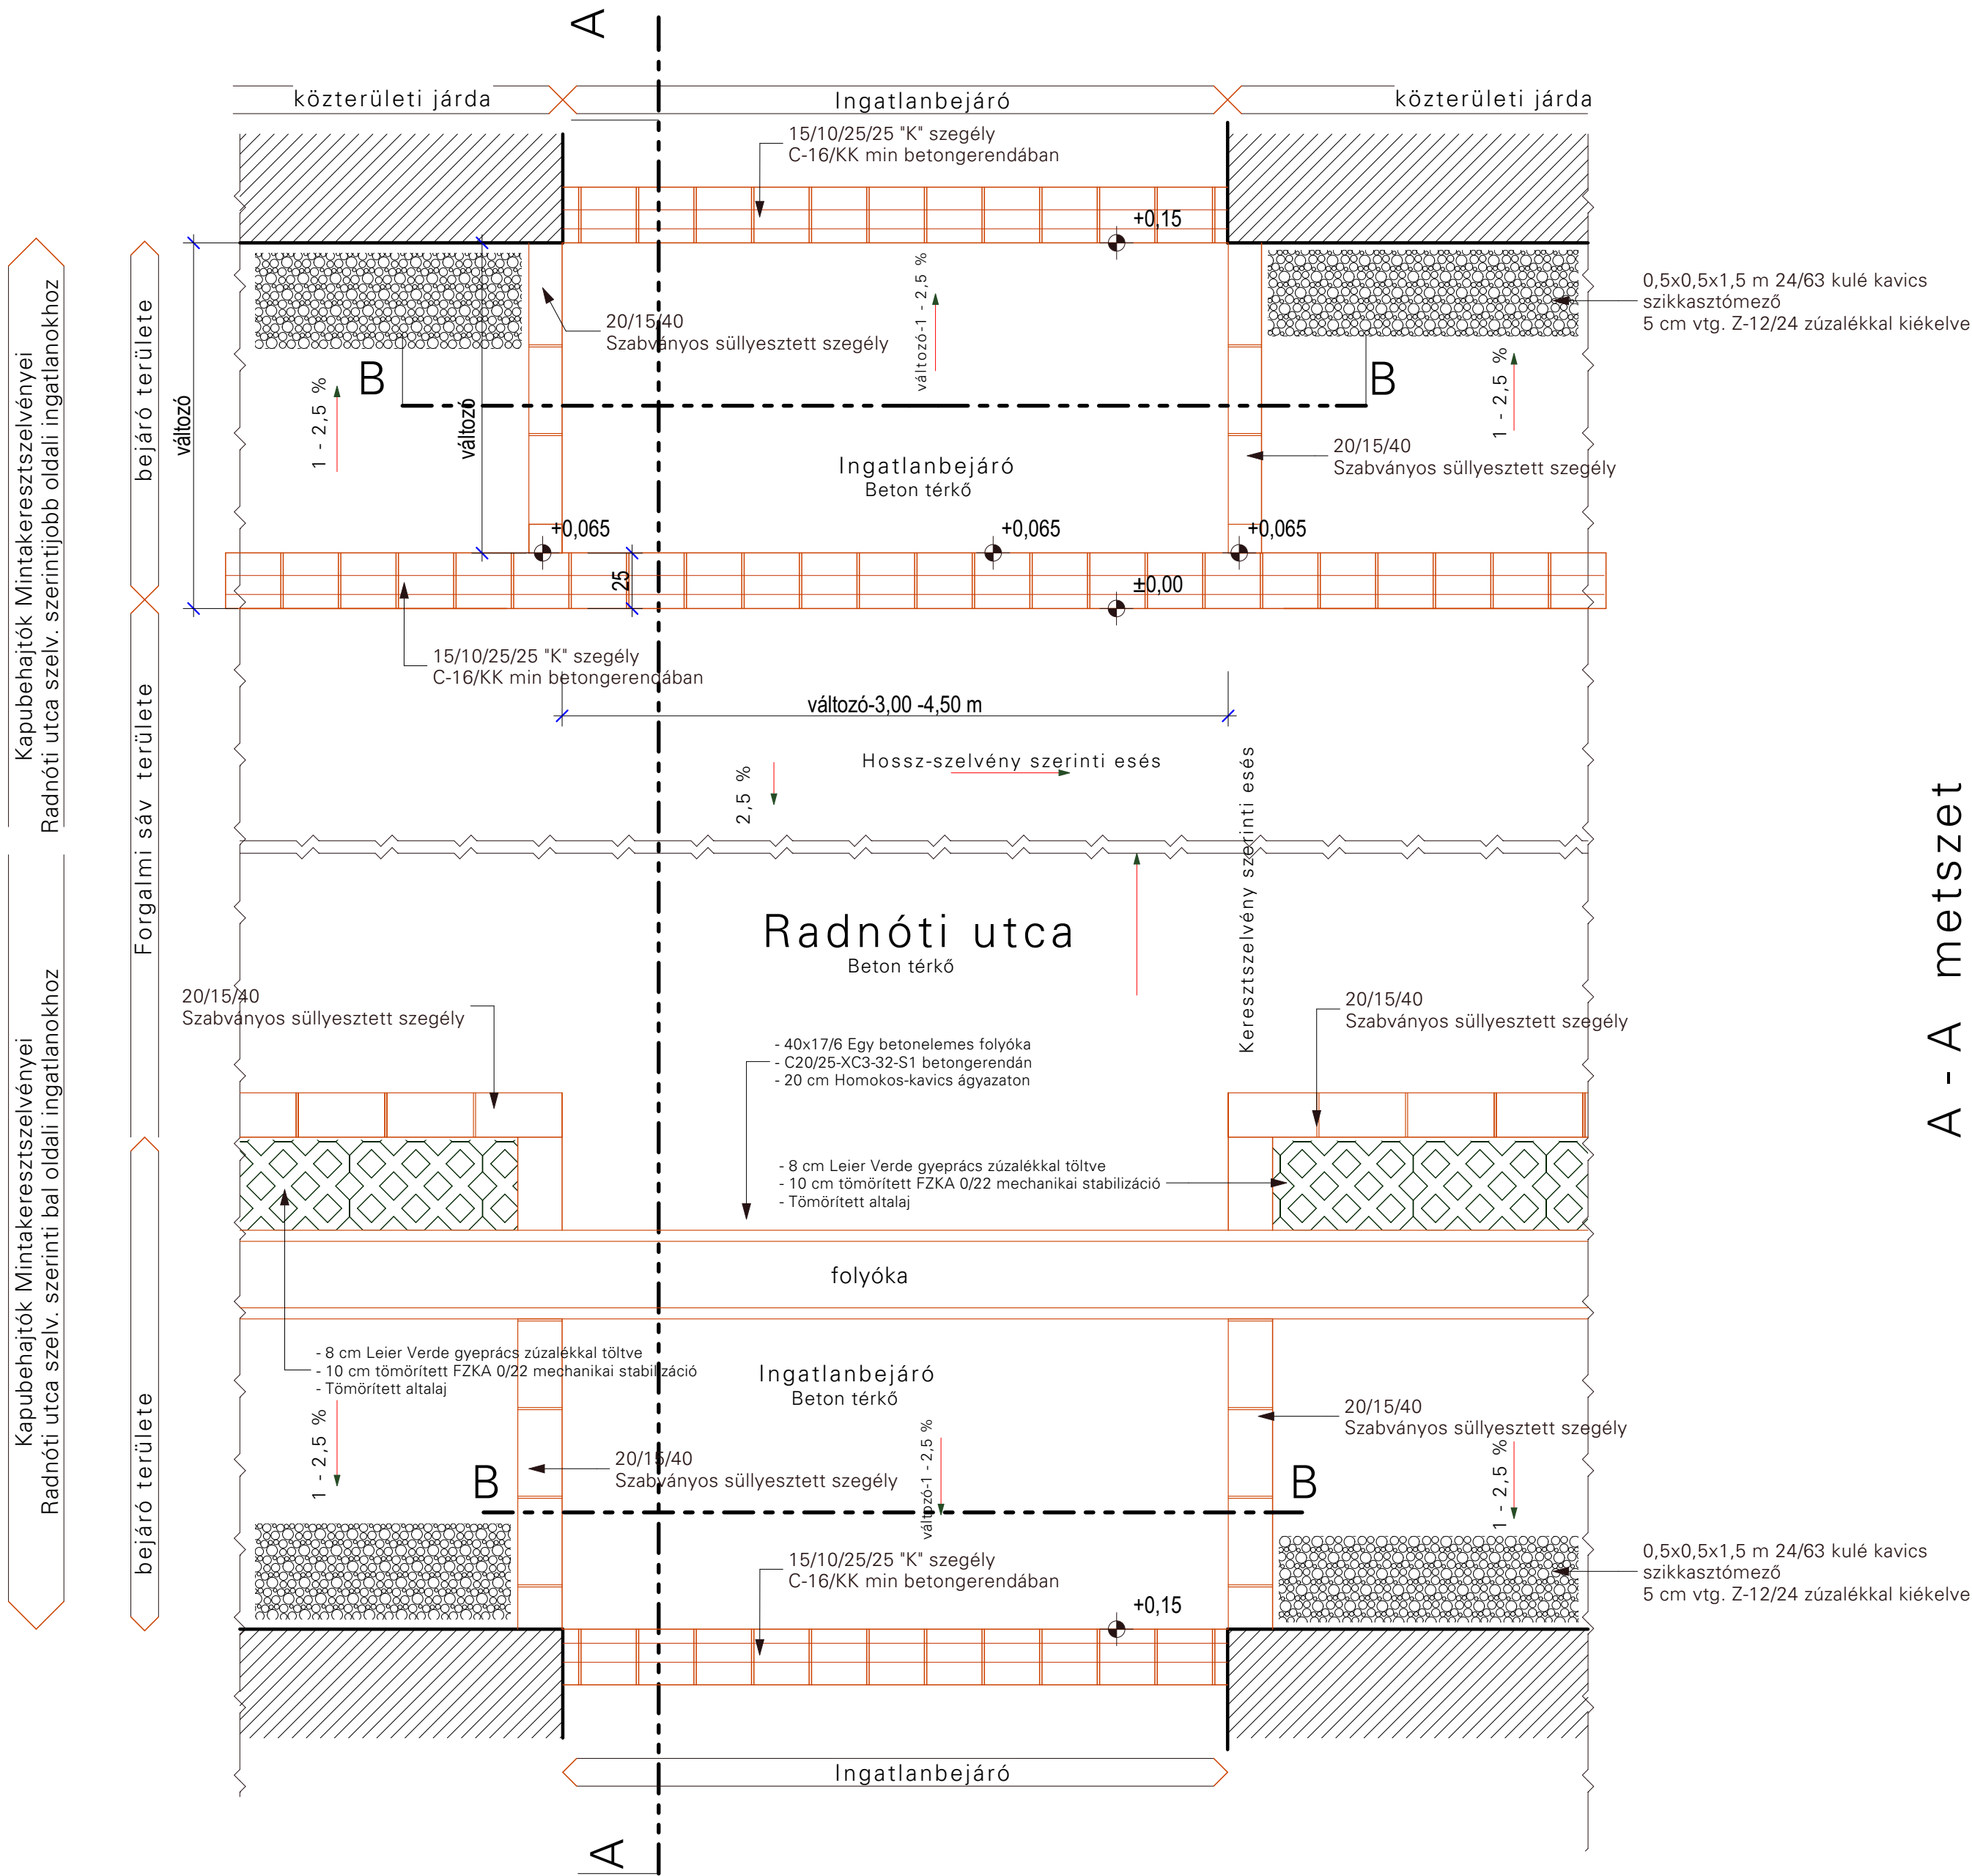 A
közterületi járda
Ingatlanbejáró
közterületi járda
15/10/25/25 "K" szegély
C-16/KK min betongerendában
+0,15
0,5x0,5x1,5 m 24/63 kulé kavics
szikkasztómező
5 cm vtg. Z-12/24 zúzalékkal kiékelve
20/15/40
Szabványos süllyesztett szegély
változó-1 - 2,5 %
B
B
1 - 2,5 %
1 - 2,5 %
változó
változó
20/15/40
Szabványos süllyesztett szegély
Ingatlanbejáró
Beton térkő
+0,065
+0,065
+0,065
25
±0,00
15/10/25/25 "K" szegély
C-16/KK min betongerendában
változó-3,00 -4,50 m
Hossz-szelvény szerinti esés
2,5 %
Keresztszelvény szerinti esés
Radnóti utca
Beton térkő
20/15/40
Szabványos süllyesztett szegély
20/15/40
Szabványos süllyesztett szegély
- 40x17/6 Egy betonelemes folyóka
- C20/25-XC3-32-S1 betongerendán
- 20 cm Homokos-kavics ágyazaton
- 8 cm Leier Verde gyeprács zúzalékkal töltve
- 10 cm tömörített FZKA 0/22 mechanikai stabilizáció
- Tömörített altalaj
folyóka
- 8 cm Leier Verde gyeprács zúzalékkal töltve
- 10 cm tömörített FZKA 0/22 mechanikai stabilizáció
- Tömörített altalaj
Ingatlanbejáró
Beton térkő
20/15/40
Szabványos süllyesztett szegély
1 - 2,5 %
20/15/40
Szabványos süllyesztett szegély
változó-1 - 2,5 %
1 - 2,5 %
B
B
15/10/25/25 "K" szegély
C-16/KK min betongerendában
0,5x0,5x1,5 m 24/63 kulé kavics
szikkasztómező
5 cm vtg. Z-12/24 zúzalékkal kiékelve
+0,15
Ingatlanbejáró
A
Kapubehajtók Mintakeresztszelvényei
Radnóti utca szelv. szerintijobb oldali ingatlanokhoz
bejáró területe
Forgalmi sáv területe
Kapubehajtók Mintakeresztszelvényei
Radnóti utca szelv. szerinti bal oldali ingatlanokhoz
bejáró területe
A - A metszet